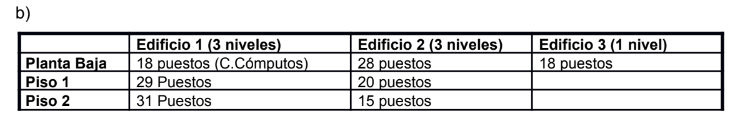 b)
Edificio 1 (3 niveles) Edificio 2 (3 niveles) Edificio 3 (1 nivel)
Planta Baja 18 puestos (C.Cómputos) 28 puestos 18 puestos
Piso 1 29 Puestos 20 puestos
Piso 2 31 Puestos 15 puestos